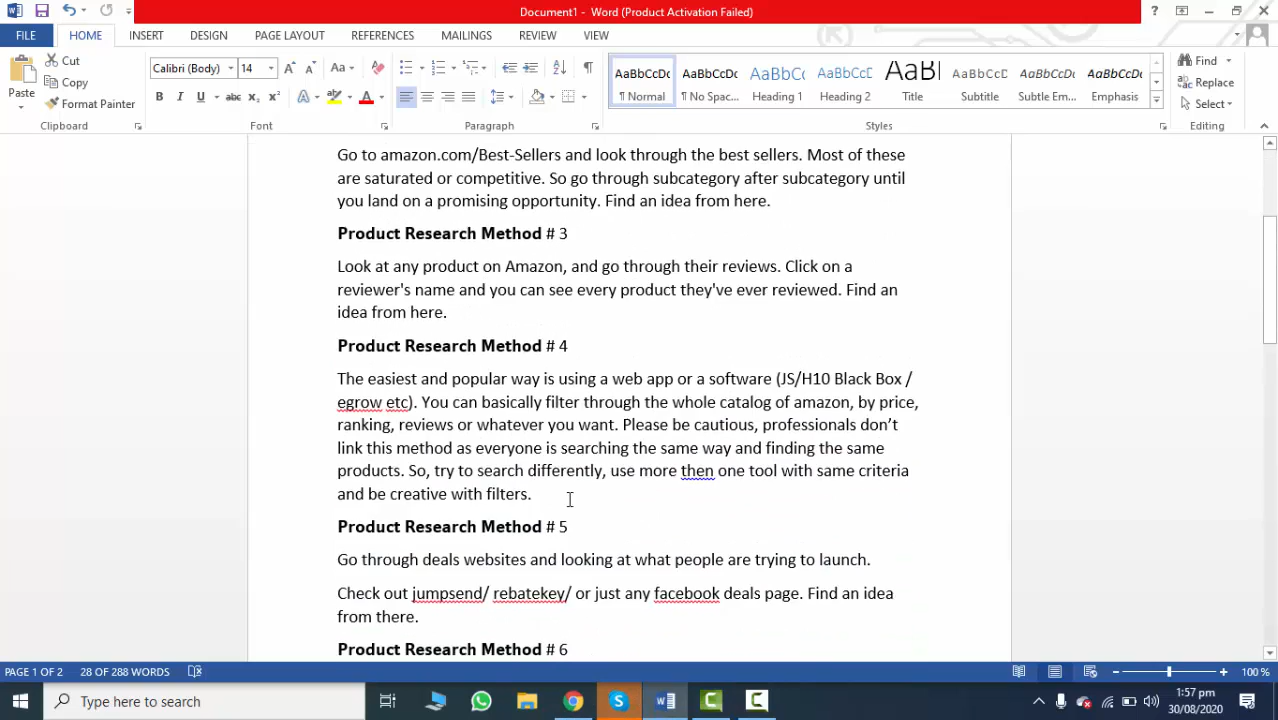 Document1 - Word (Product Activation Failed)
FILE HOME INSERT DESIGN PAGE LAYOUT REFERENCES MAILINGS REVIEW VIEW
Paste
Cut
Copy
Format Painter
Calibri (Body) 14
AaBbCcDc AaBbCcDc AaBbCc AaBbCcD AaBl AaBbCcD AaBbCcDc AaBbCcDc
¶ Normal ¶ No Spac... Heading 1 Heading 2 Title Subtitle Subtle Em... Emphasis
Find
Replace
Select
Clipboard Font Paragraph Styles Editing
Go to amazon.com/Best-Sellers and look through the best sellers. Most of these
are saturated or competitive. So go through subcategory after subcategory until
you land on a promising opportunity. Find an idea from here.
Product Research Method # 3
Look at any product on Amazon, and go through their reviews. Click on a
reviewer's name and you can see every product they've ever reviewed. Find an
idea from here.
Product Research Method # 4
The easiest and popular way is using a web app or a software (JS/H10 Black Box /
egrow etc). You can basically filter through the whole catalog of amazon, by price,
ranking, reviews or whatever you want. Please be cautious, professionals don’t
link this method as everyone is searching the same way and finding the same
products. So, try to search differently, use more then one tool with same criteria
and be creative with filters.
Product Research Method # 5
Go through deals websites and looking at what people are trying to launch.
Check out jumpsend/ rebatekey/ or just any facebook deals page. Find an idea
from there.
Product Research Method # 6
PAGE 1 OF 2 28 OF 288 WORDS 100 %
Type here to search
1:57 pm
30/08/2020